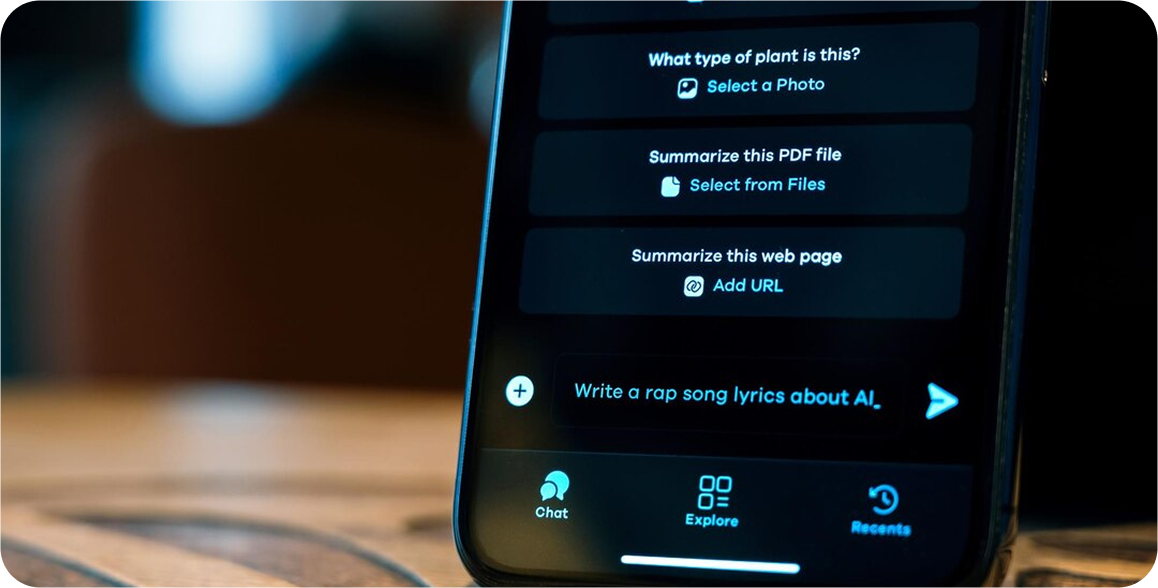 What type of plant is this?
Select a Photo
Summarize this PDF file
Select from Files
Summarize this web page
Add URL
Write a rap song lyrics about AI_
Chat
Explore
Recents